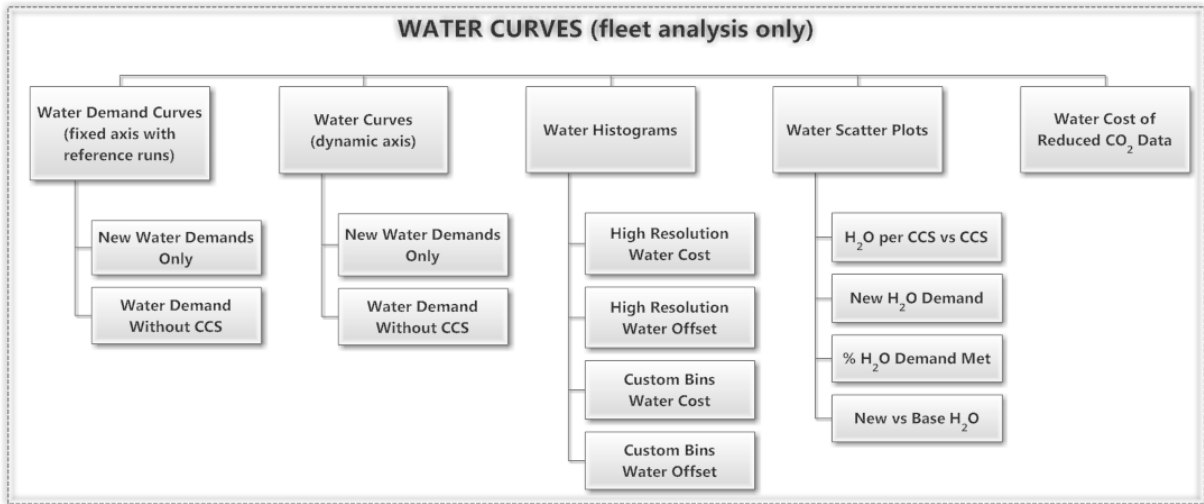 WATER CURVES (fleet analysis only)
Water Demand Curves
(fixed axis with
reference runs)
New Water Demands
Only
Water Demand
Without CCS
Water Curves
(dynamic axis)
New Water Demands
Only
Water Demand
Without CCS
Water Histograms
High Resolution
Water Cost
High Resolution
Water Offset
Custom Bins
Water Cost
Custom Bins
Water Offset
Water Scatter Plots
H₂O per CCS vs CCS
New H₂O Demand
% H₂O Demand Met
New vs Base H₂O
Water Cost of
Reduced CO₂ Data